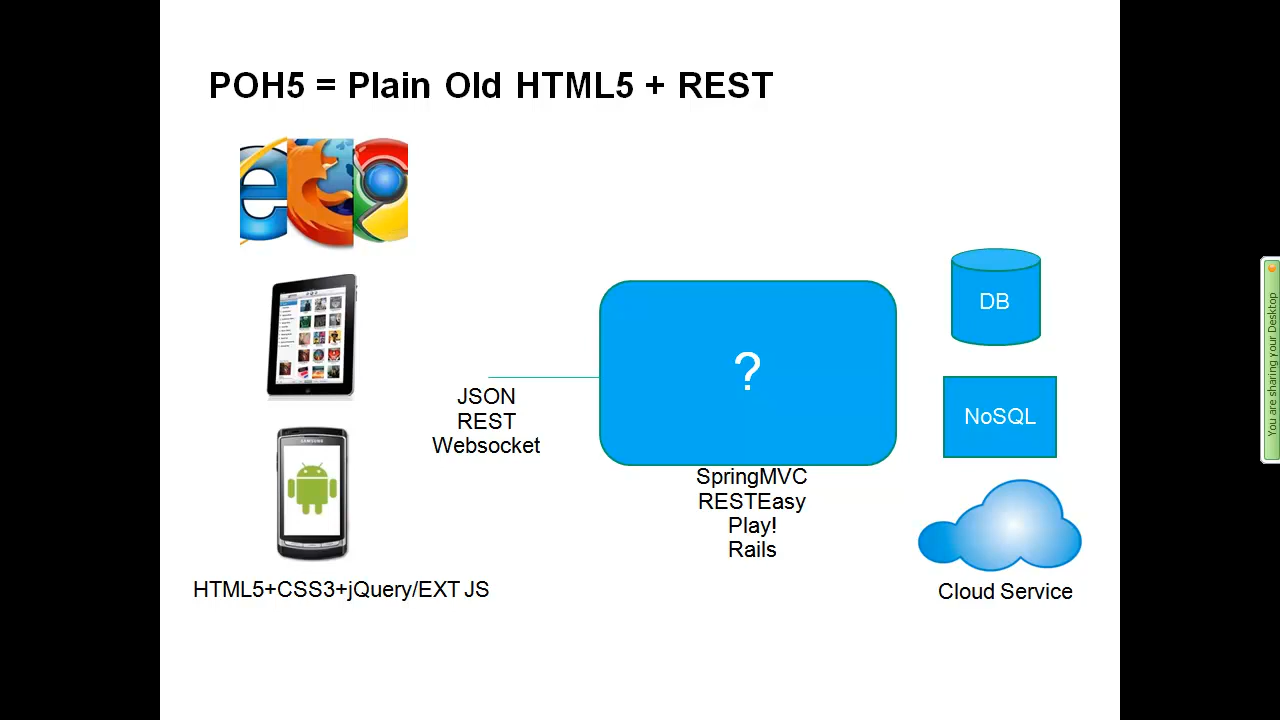 POH5 = Plain Old HTML5 + REST
SAMSUNG
JSON
REST
Websocket
HTML5+CSS3+jQuery/EXT JS
?
SpringMVC
RESTEasy
Play!
Rails
DB
NoSQL
Cloud Service
You are sharing your Desktop